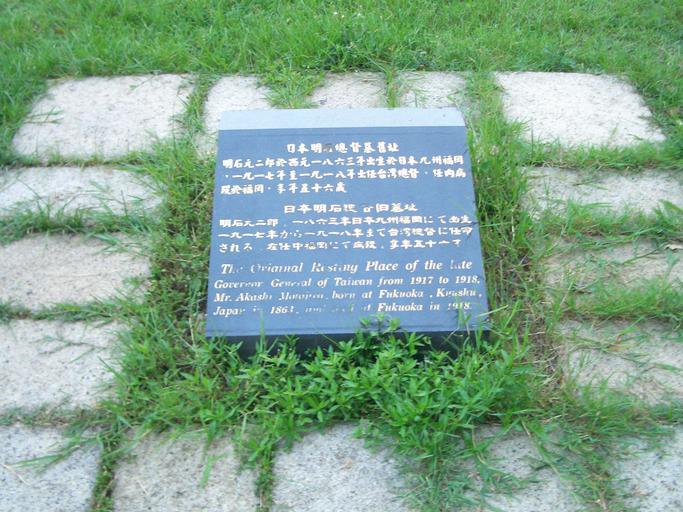 日本明石總督墓舊址
明石元二郎於西元一八六三年出生於日本九州福岡
，一九一七年至一九一八年士任台灣總督，任內病
歿於福岡，享年五十六歲
日本明石総督旧墓址
明石元二郎、一八六三年日本九州福岡にて出生
一九一七年から一九一八年まで台湾総督に任命
される、在任中福岡にて病殁、享年五十六才
The Original Resting Place of the late
Governor General of Taiwan from 1917 to 1918,
Mr. Akashi born at Fukuoka , Kyushu,
Japan in 1863, and died at Fukuoka in 1918.